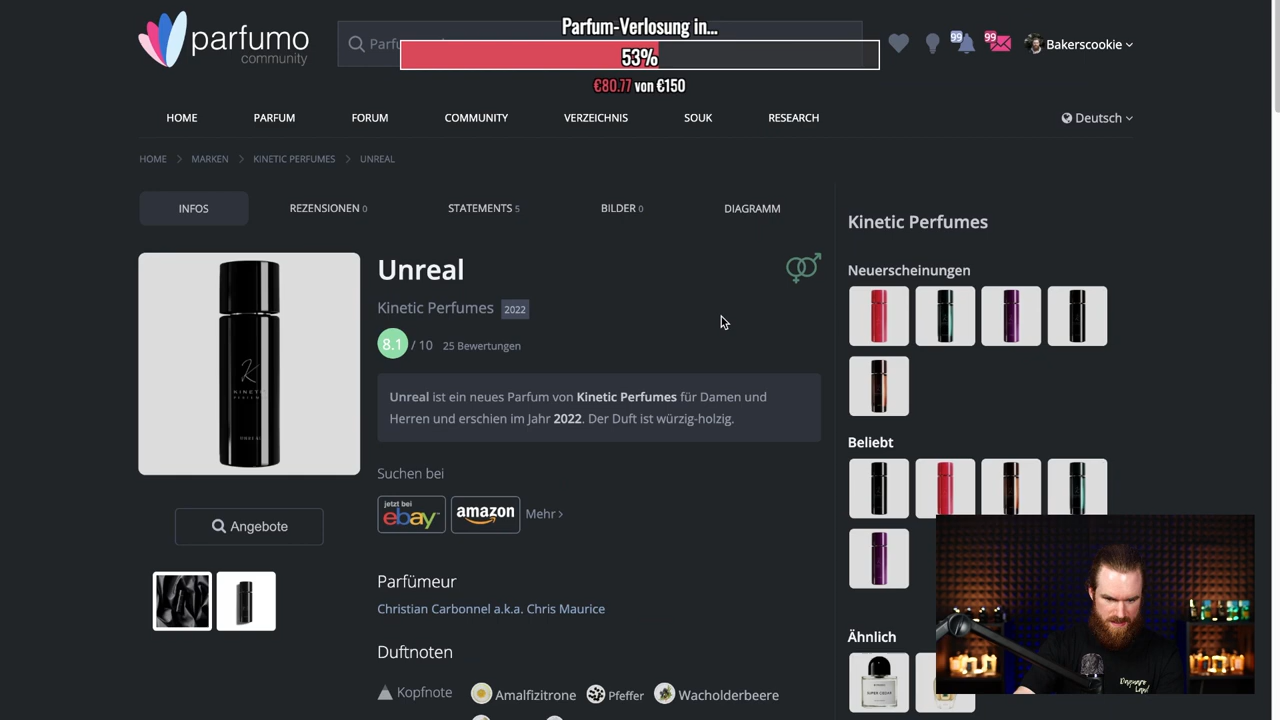 parfumo
community
Parfum-Verlosung in...
53%
€80.77 von €150
99
99
Bakerscookie
HOME
PARFUM
FORUM
COMMUNITY
VERZEICHNIS
SOUK
RESEARCH
Deutsch
HOME > MARKEN > KINETIC PERFUMES > UNREAL
INFOS
REZENSIONEN 0
STATEMENTS 5
BILDER 0
DIAGRAMM
Unreal
Kinetic Perfumes 2022
8.1 / 10 25 Bewertungen
Unreal ist ein neues Parfum von Kinetic Perfumes für Damen und
Herren und erschien im Jahr 2022. Der Duft ist würzig-holzig.
Suchen bei
jetzt bei
ebay
amazon
Mehr >
Angebote
Parfümeur
Christian Carbonnel a.k.a. Chris Maurice
Duftnoten
Kopfnote Amalfizitrone Pfeffer Wacholderbeere
Kinetic Perfumes
Neuerscheinungen
Beliebt
Ähnlich